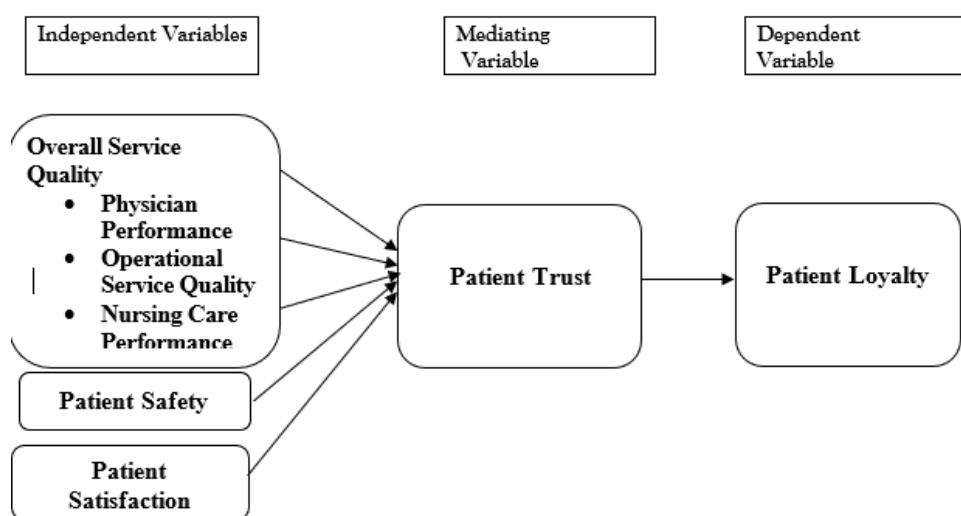 Independent Variables
Mediating
Variable
Dependent
Variable
Overall Service
Quality
• Physician
Performance
• Operational
Service Quality
• Nursing Care
Performance
Patient Safety
Patient
Satisfaction
Patient Trust
Patient Loyalty